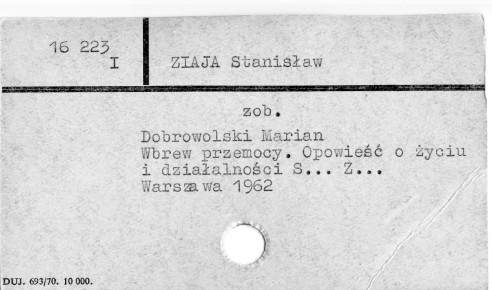 16 223
I
ZIAJA Stanisław
zob.
Dobrowolski Marian
Wbrew przemocy. Opowieść o życiu
i działalności S... Z...
Warszawa 1962
DUJ. 693/70. 10 000.